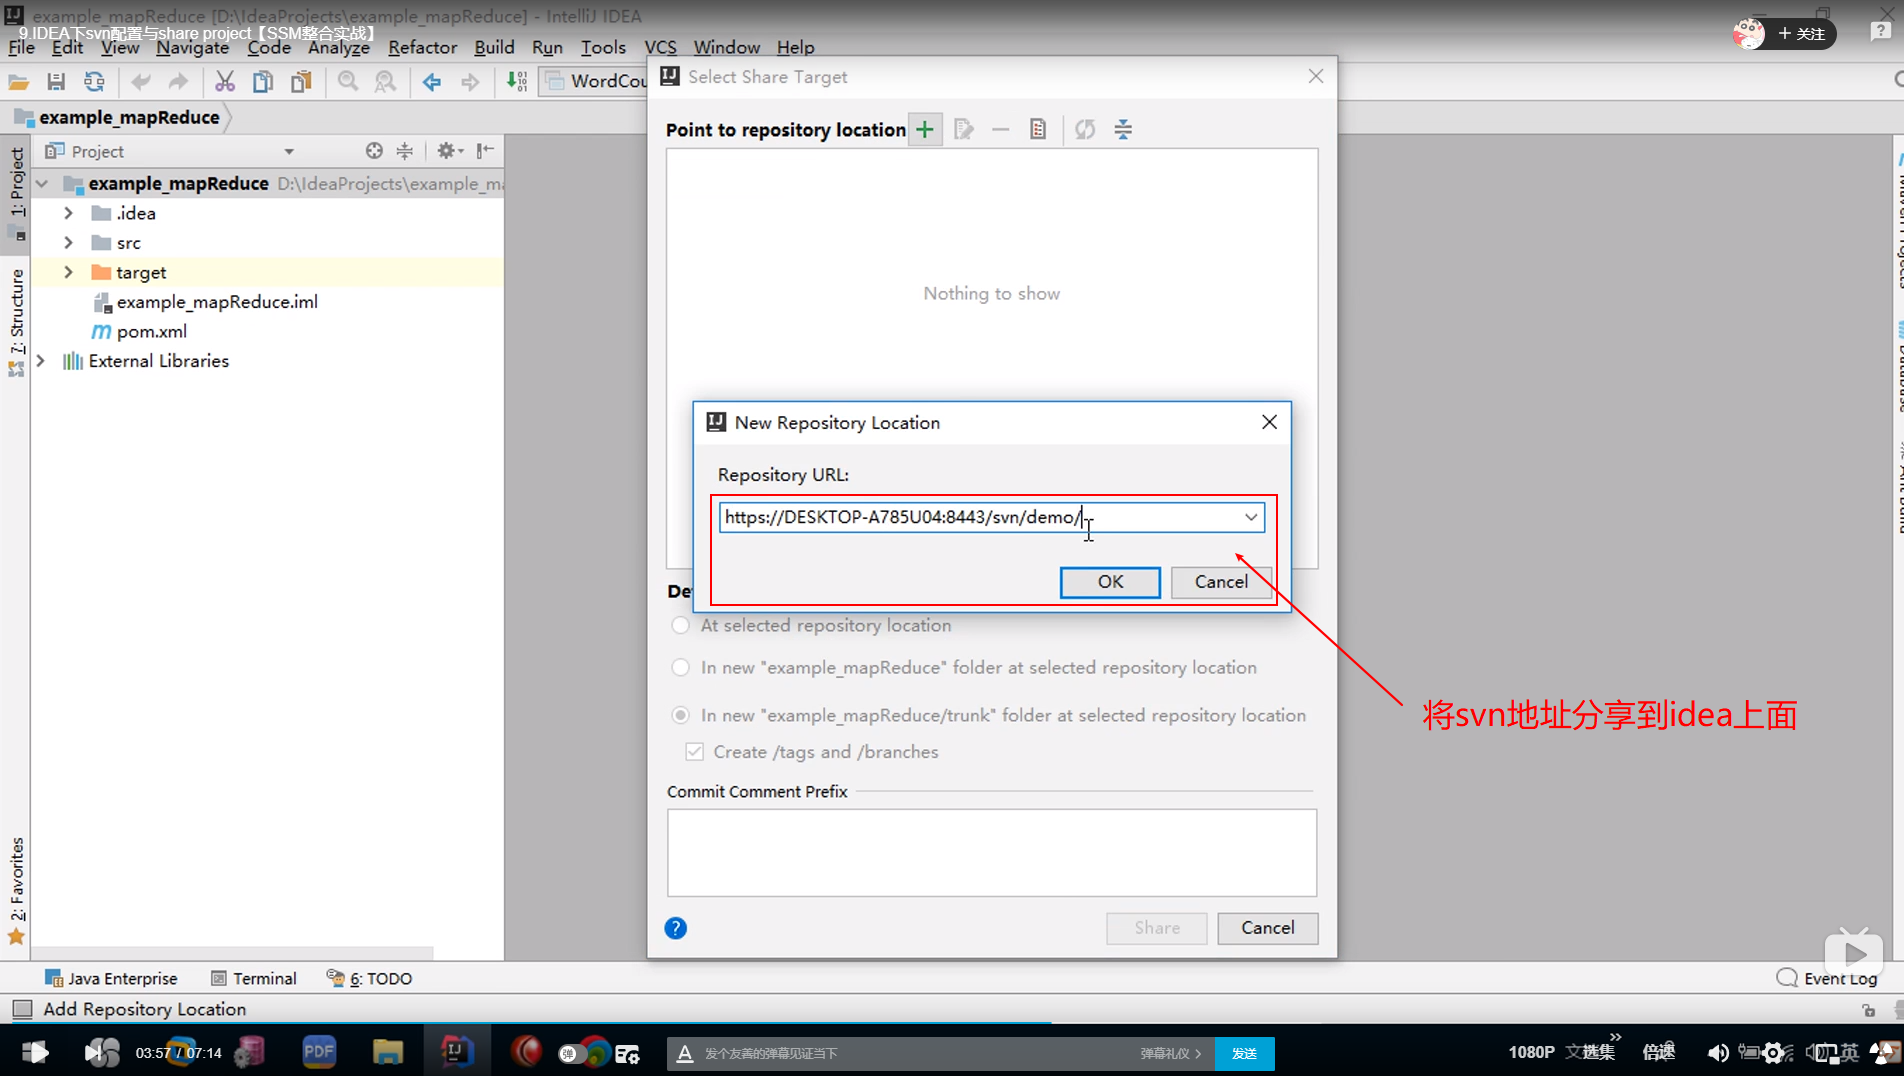 example_mapReduce [D:\IdeaProjects\example_mapReduce] - IntelliJ IDEA
9.IDEA下svn配置与share project【SSM整合实战】
+ 关注
File Edit View Navigate Code Analyze Refactor Build Run Tools VCS Window Help
WordCou
Select Share Target
example_mapReduce
Point to repository location
Project
1: Project
example_mapReduce D:\IdeaProjects\example_ma
.idea
src
target
example_mapReduce.iml
pom.xml
External Libraries
7: Structure
2: Favorites
Nothing to show
New Repository Location
Repository URL:
https://DESKTOP-A785U04:8443/svn/demo/
OK Cancel
De
At selected repository location
In new "example_mapReduce" folder at selected repository location
In new "example_mapReduce/trunk" folder at selected repository location
Create /tags and /branches
将svn地址分享到idea上面
Commit Comment Prefix
Share Cancel
Java Enterprise Terminal 6: TODO
Event Log
Add Repository Location
03:57 / 07:14
PDF
弹
发个友善的弹幕见证当下
弹幕礼仪 >
发送
1080P
选集
倍速
英